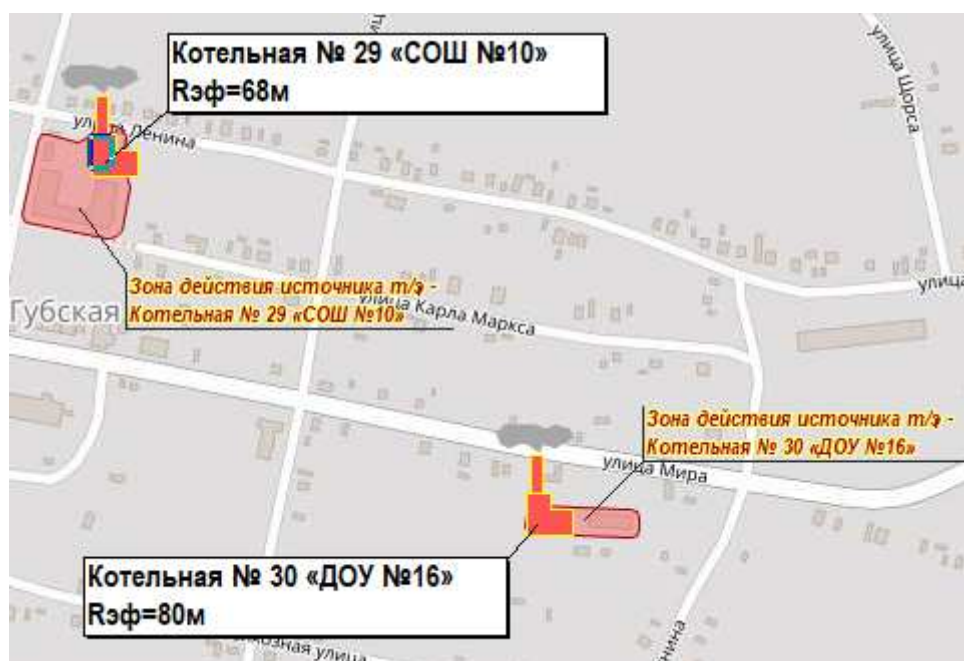 Котельная № 29 «СОШ №10»
Rэф=68м
улица Щорса
улица Ленина
Зона действия источника т/э -
Котельная № 29 «СОШ №10»
улица
Губская
улица Карла Маркса
Зона действия источника т/э -
Котельная № 30 «ДОУ №16»
улица Мира
Котельная № 30 «ДОУ №16»
Rэф=80м
улица